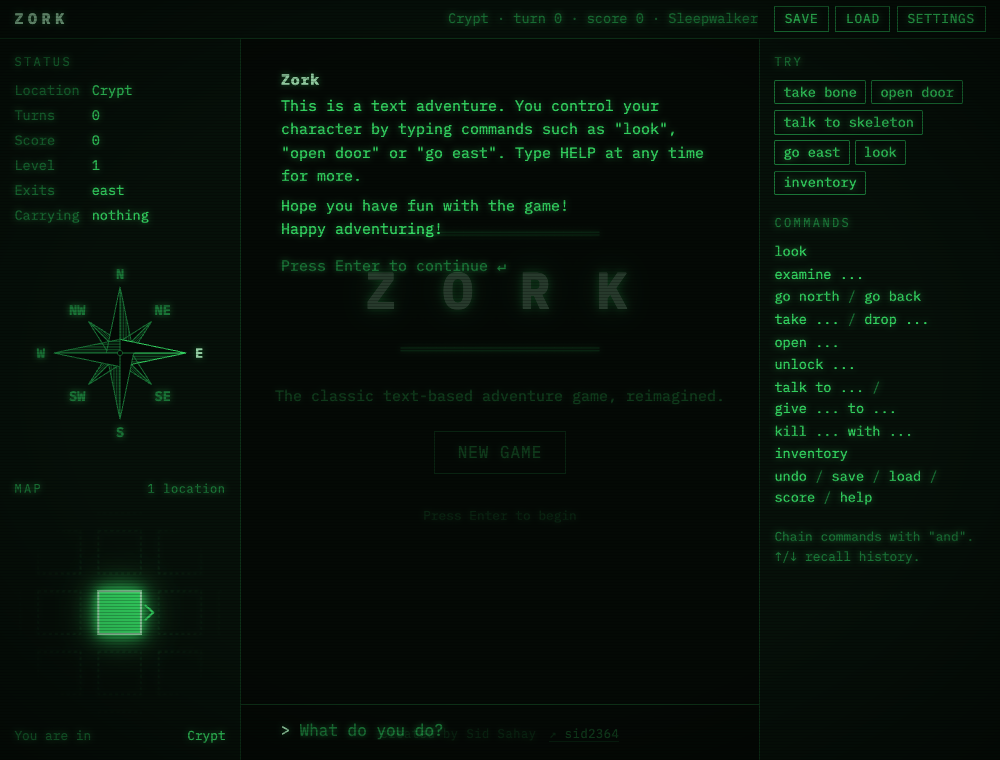 ZORK
Crypt · turn 0 · score 0 · Sleepwalker
SAVE
LOAD
SETTINGS
STATUS
Location Crypt
Turns 0
Score 0
Level 1
Exits east
Carrying nothing
N
NW NE
W E
SW SE
S
MAP 1 location
You are in Crypt
Zork
This is a text adventure. You control your
character by typing commands such as "look",
"open door" or "go east". Type HELP at any time
for more.
Hope you have fun with the game!
Happy adventuring!
Press Enter to continue ↵
ZORK
The classic text-based adventure game, reimagined.
NEW GAME
Press Enter to begin
> What do you do?
by Sid Sahay ↗ sid2364
TRY
take bone
open door
talk to skeleton
go east
look
inventory
COMMANDS
look
examine ...
go north / go back
take ... / drop ...
open ...
unlock ...
talk to ... /
give ... to ...
kill ... with ...
inventory
undo / save / load /
score / help
Chain commands with "and".
↑/↓ recall history.